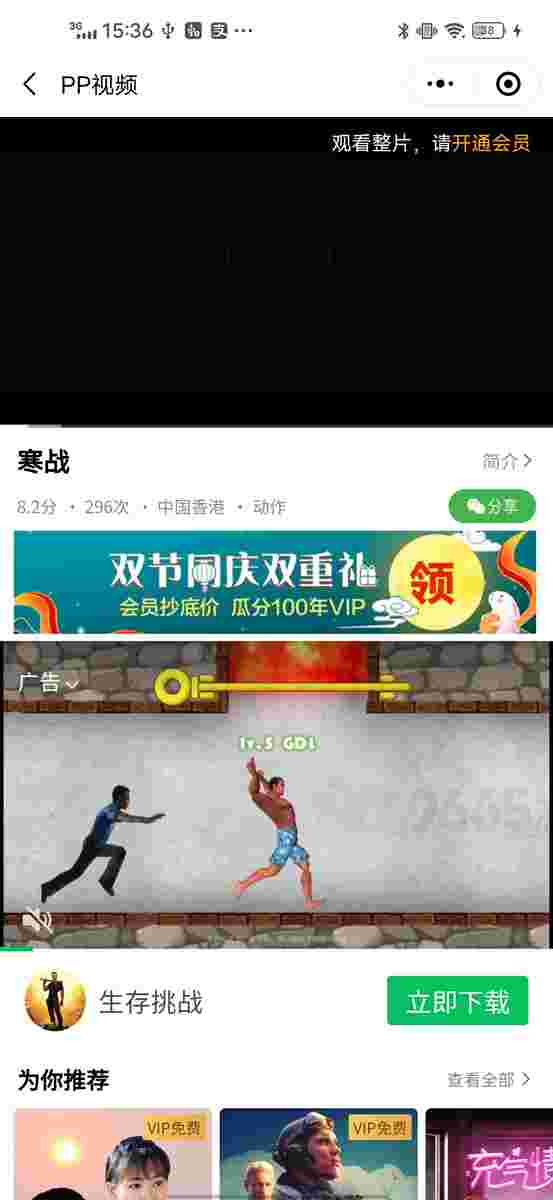 3G 15:36
PP视频
观看整片，请开通会员
寒战
简介
8.2分 · 296次 · 中国香港 · 动作
分享
双节同庆双重礼
会员抄底价 瓜分100年VIP
领
广告
lv.5 GDL
生存挑战
立即下载
为你推荐
查看全部
VIP免费
VIP免费
充气情